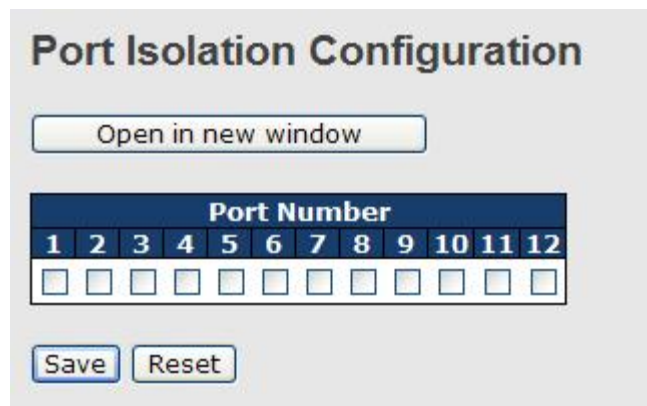 Port Isolation Configuration
Open in new window
Port Number
1 2 3 4 5 6 7 8 9 10 11 12
Save Reset